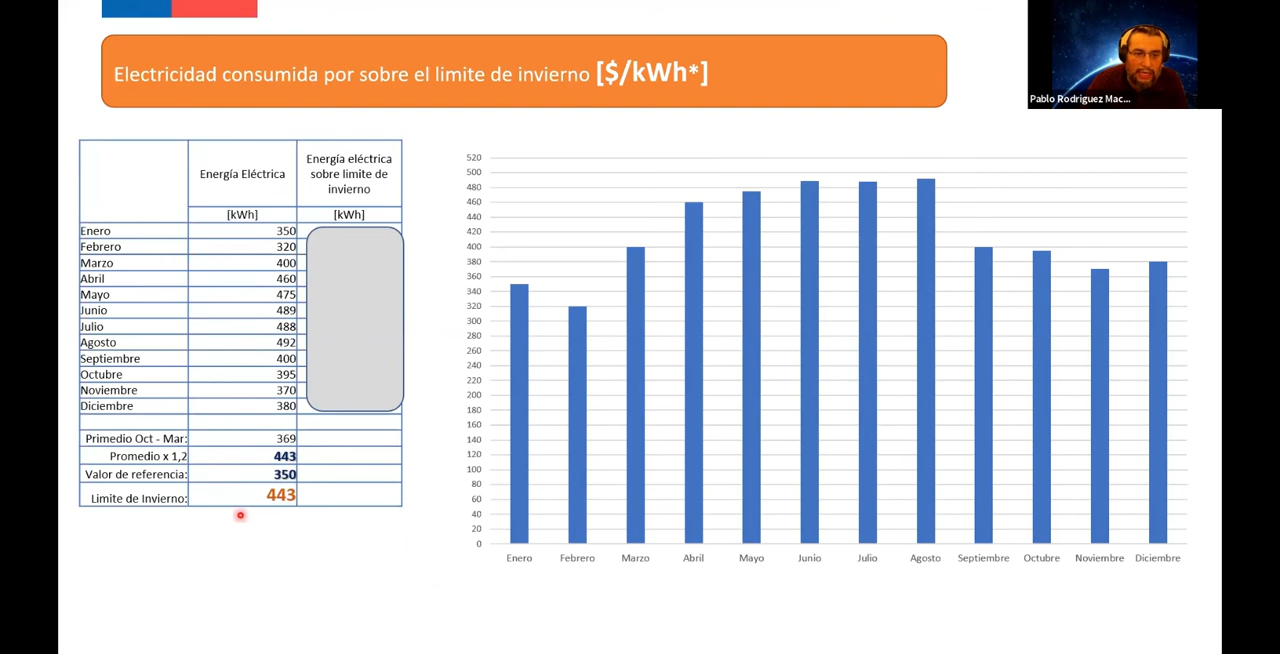 Electricidad consumida por sobre el limite de invierno [$/kWh*]
Pablo Rodriguez Mac...
Energía Eléctrica
Energía eléctrica
sobre limite de
invierno
[kWh] [kWh]
Enero 350
Febrero 320
Marzo 400
Abril 460
Mayo 475
Junio 489
Julio 488
Agosto 492
Septiembre 400
Octubre 395
Noviembre 370
Diciembre 380
Primedio Oct - Mar: 369
Promedio x 1,2 443
Valor de referencia: 350
Limite de Invierno: 443
520
500
480
460
440
420
400
380
360
340
320
300
280
260
240
220
200
180
160
140
120
100
80
60
40
20
0
Enero Febrero Marzo Abril Mayo Junio Julio Agosto Septiembre Octubre Noviembre Diciembre